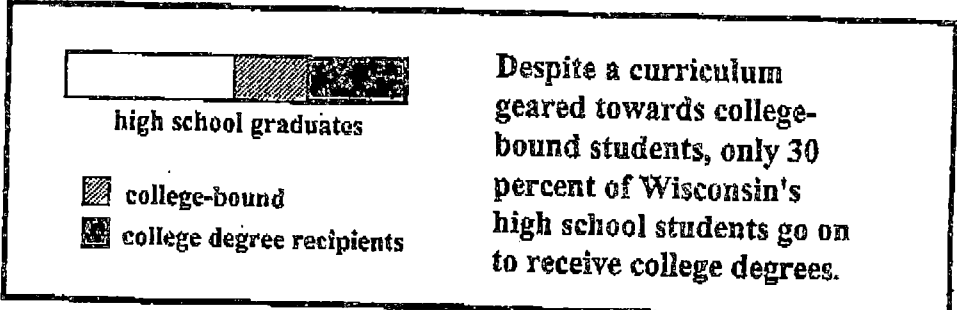 high school graduates
college-bound
college degree recipients
Despite a curriculum
geared towards college-
bound students, only 30
percent of Wisconsin's
high school students go on
to receive college degrees.